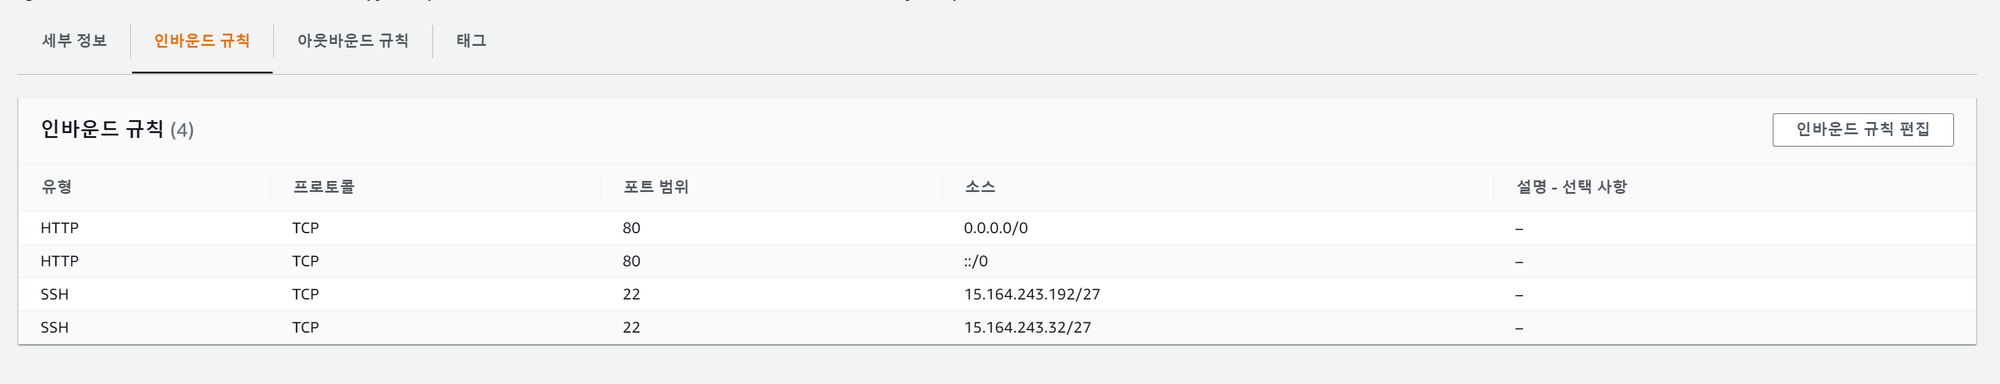 세부 정보 인바운드 규칙 아웃바운드 규칙 태그
인바운드 규칙 (4) 인바운드 규칙 편집
유형 프로토콜 포트 범위 소스 설명 - 선택 사항
HTTP TCP 80 0.0.0.0/0 –
HTTP TCP 80 ::/0 –
SSH TCP 22 15.164.243.192/27 –
SSH TCP 22 15.164.243.32/27 –